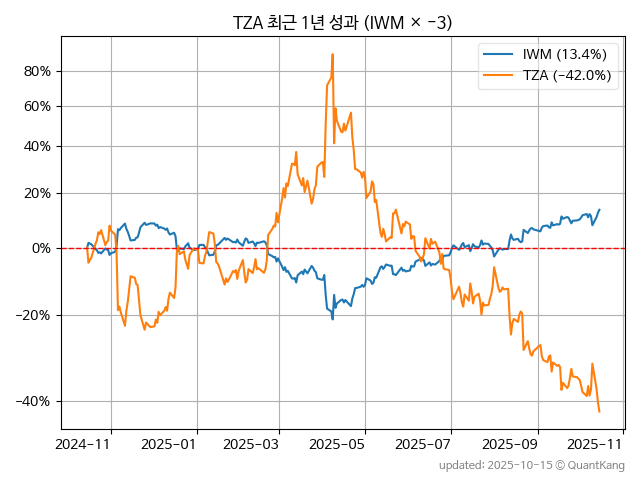 TZA 최근 1년 성과 (IWM × -3)
IWM (13.4%)
TZA (-42.0%)
80%
60%
40%
20%
0%
-20%
-40%
2024-11 2025-01 2025-03 2025-05 2025-07 2025-09 2025-11
updated: 2025-10-15 © QuantKang